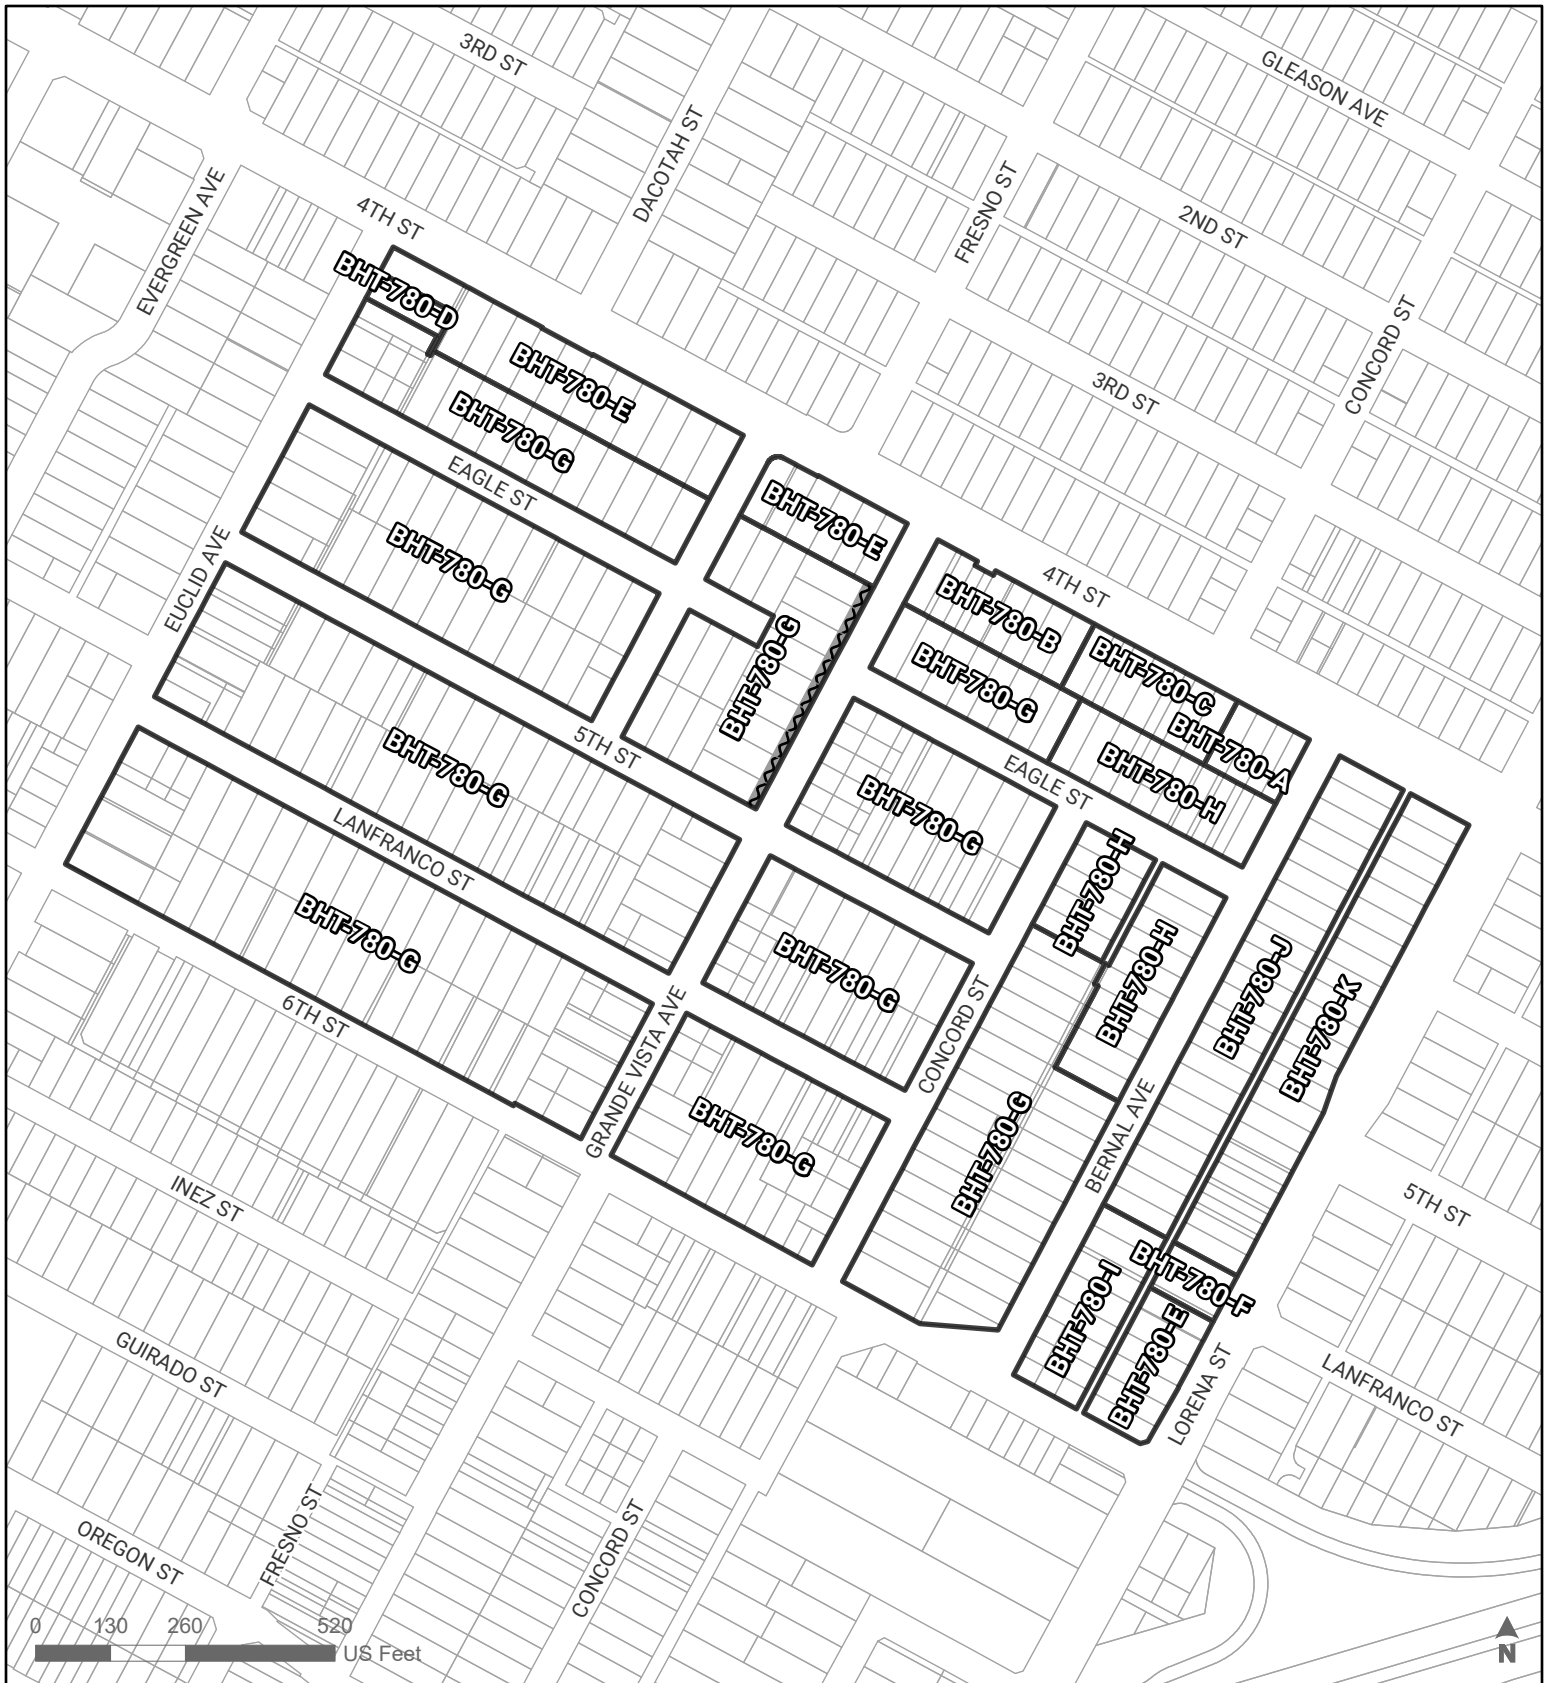 3RD ST
GLEASON AVE
DACOTAH ST
EVERGREEN AVE
4TH ST
FRESNO ST
2ND ST
CONCORD ST
BHT-780-D
BHT-780-E
3RD ST
BHT-780-G
EAGLE ST
BHT-780-E
BHT-780-G
EUCLID AVE
4TH ST
BHT-780-B
BHT-780-C
BHT-780-G
BHT-780-G
BHT-780-A
5TH ST
EAGLE ST
BHT-780-H
BHT-780-G
BHT-780-G
LANFRANCO ST
BHT-780-H
BHT-780-G
BHT-780-G
BHT-780-H
BHT-780-J
BHT-780-K
6TH ST
GRANDE VISTA AVE
CONCORD ST
BHT-780-G
BHT-780-G
BERNAL AVE
INEZ ST
5TH ST
BHT-780-F
BHT-780-I
BHT-780-E
GUIRADO ST
LORENA ST
LANFRANCO ST
FRESNO ST
CONCORD ST
OREGON ST
0 130 260 520
US Feet
N